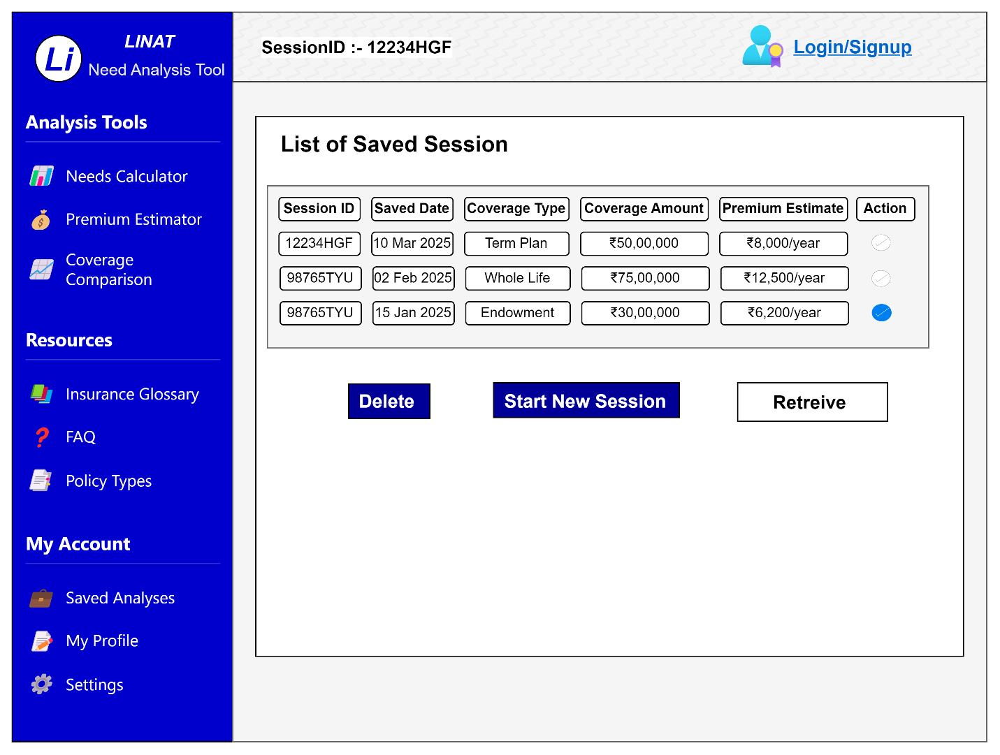 Li
LINAT
Need Analysis Tool
SessionID :- 12234HGF
Login/Signup
Analysis Tools
Needs Calculator
$
Premium Estimator
Coverage
Comparison
Resources
Insurance Glossary
FAQ
Policy Types
My Account
Saved Analyses
My Profile
Settings
List of Saved Session
Session ID Saved Date Coverage Type Coverage Amount Premium Estimate Action
12234HGF 10 Mar 2025 Term Plan ₹50,00,000 ₹8,000/year
98765TYU 02 Feb 2025 Whole Life ₹75,00,000 ₹12,500/year
98765TYU 15 Jan 2025 Endowment ₹30,00,000 ₹6,200/year
Delete Start New Session Retreive